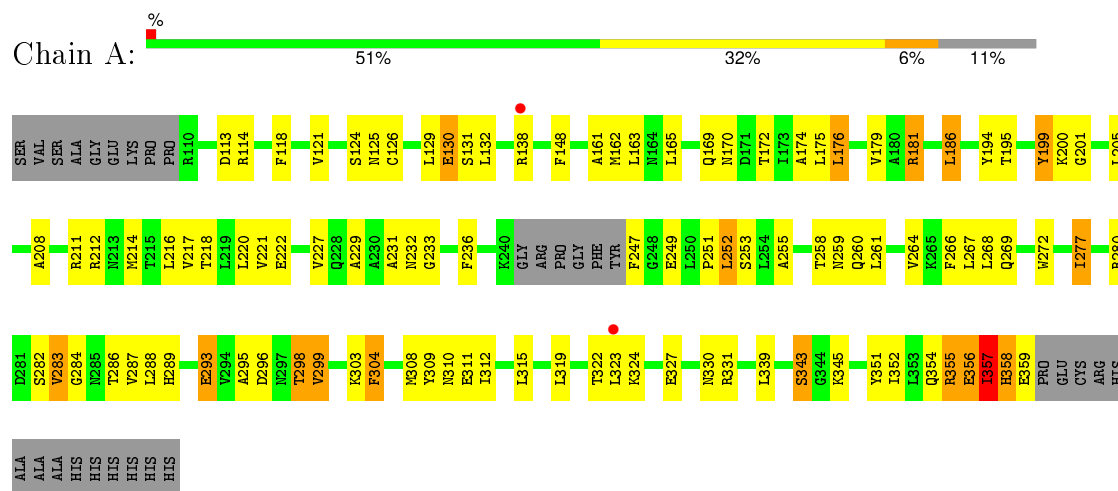 %
Chain A:
51% 32% 6% 11%
SER VAL SER ALA GLY GLU LYS PRO PRO R110 D113 R114 F118 V121 S124 N125 C126 L129 E130 S131 L132 R138 F148 A161 M162 L163 N164 L165 Q169 N170 D171 T172 I173 A174 L175 L176 V179 A180 R181 L186 Y194 T195 Y199 K200 G201 L205
A208 R211 R212 N213 M214 T215 L216 V217 T218 L219 L220 V221 E222 V227 Q228 A229 A230 A231 N232 G233 F236 K240 GLY ARG PRO GLY PHE TYR F247 G248 E249 L250 P251 L252 S253 L254 A255 T258 N259 Q260 L261 V264 K265 F266 L267 L268 Q269 W272 I277 R280
D281 S282 V283 G284 N285 T286 V287 L288 H289 E293 V294 A295 D296 N297 T298 V299 K303 F304 M308 Y309 N310 E311 I312 L315 L319 T322 L323 K324 E327 N330 R331 L339 S343 G344 K345 Y351 I352 L353 Q354 R355 E356 I357 H358 E359 PRO GLU CYS ARG HIS
ALA ALA ALA HIS HIS HIS HIS HIS HIS